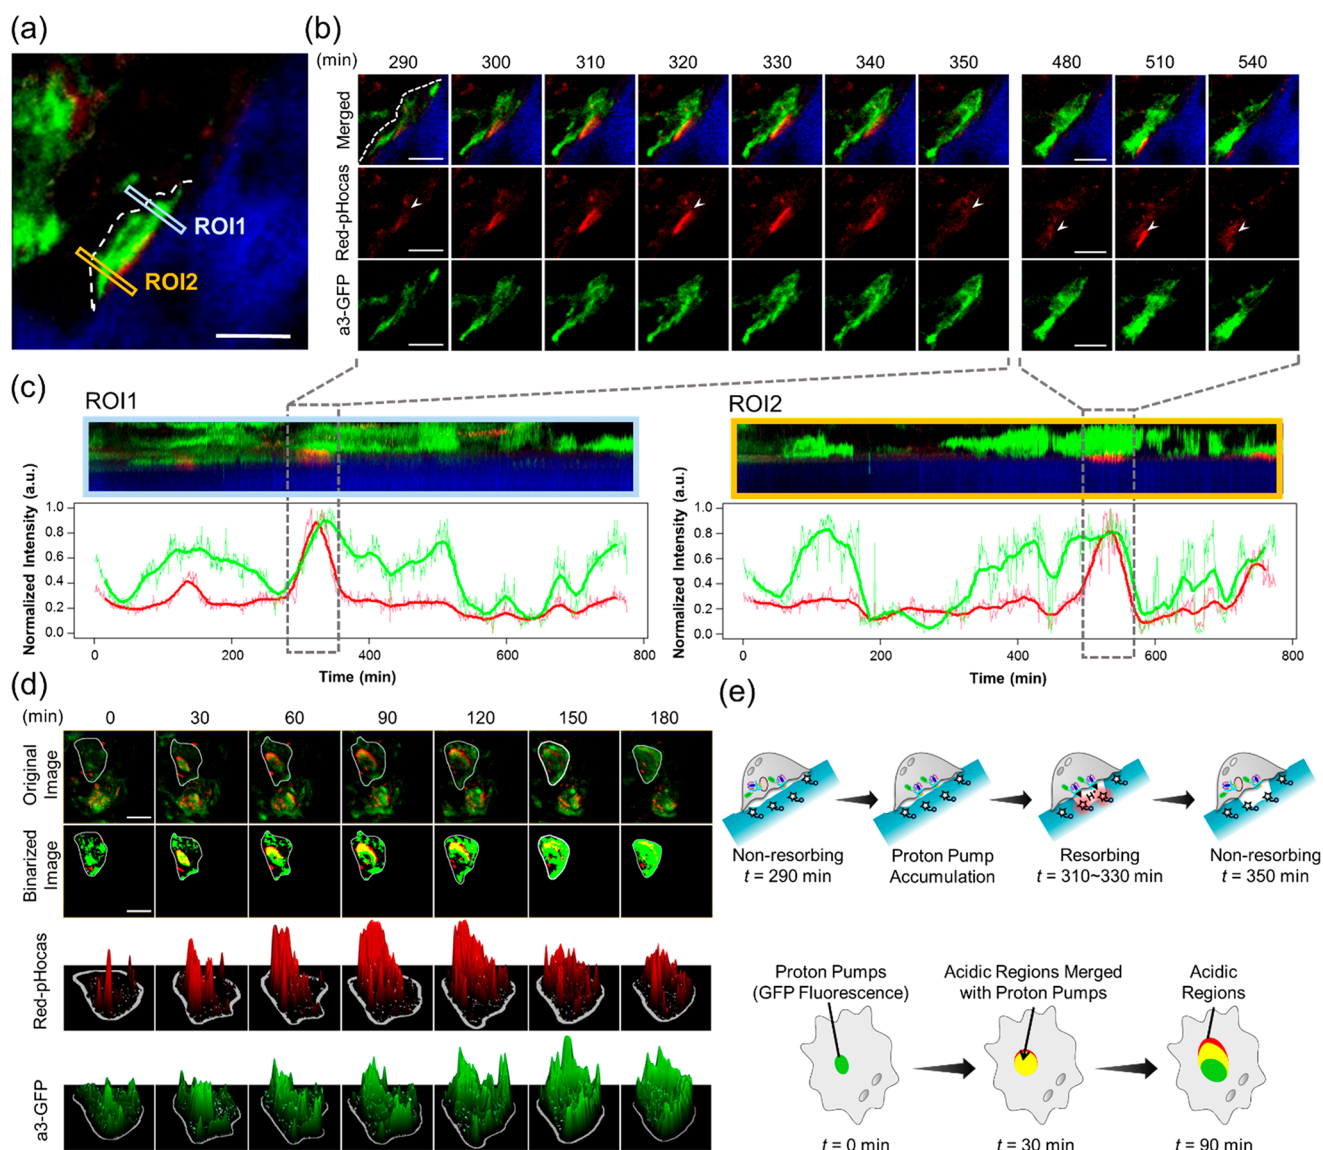 (a)
ROI1
ROI2
(b)
(min) 290 300 310 320 330 340 350 480 510 540
Merged
Red-pHocas
a3-GFP
(c)
ROI1
Normalized Intensity (a.u.)
1.0
0.8
0.6
0.4
0.2
0.0
0 200 400 600 800
Time (min)
ROI2
Normalized Intensity (a.u.)
1.0
0.8
0.6
0.4
0.2
0.0
0 200 400 600 800
Time (min)
(d)
(min) 0 30 60 90 120 150 180
Original
Image
Binarized
Image
Red-pHocas
a3-GFP
(e)
Non-resorbing
t = 290 min
Proton Pump
Accumulation
H+
Resorbing
t = 310~330 min
Non-resorbing
t = 350 min
Proton Pumps
(GFP Fluorescence)
Acidic Regions Merged
with Proton Pumps
Acidic
Regions
t = 0 min
t = 30 min
t = 90 min